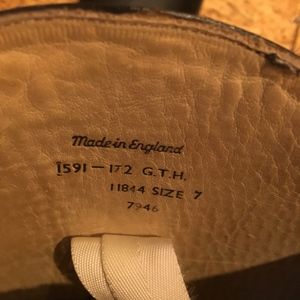 Made in England
1591-172 G.T.H.
11844 SIZE 7
7946